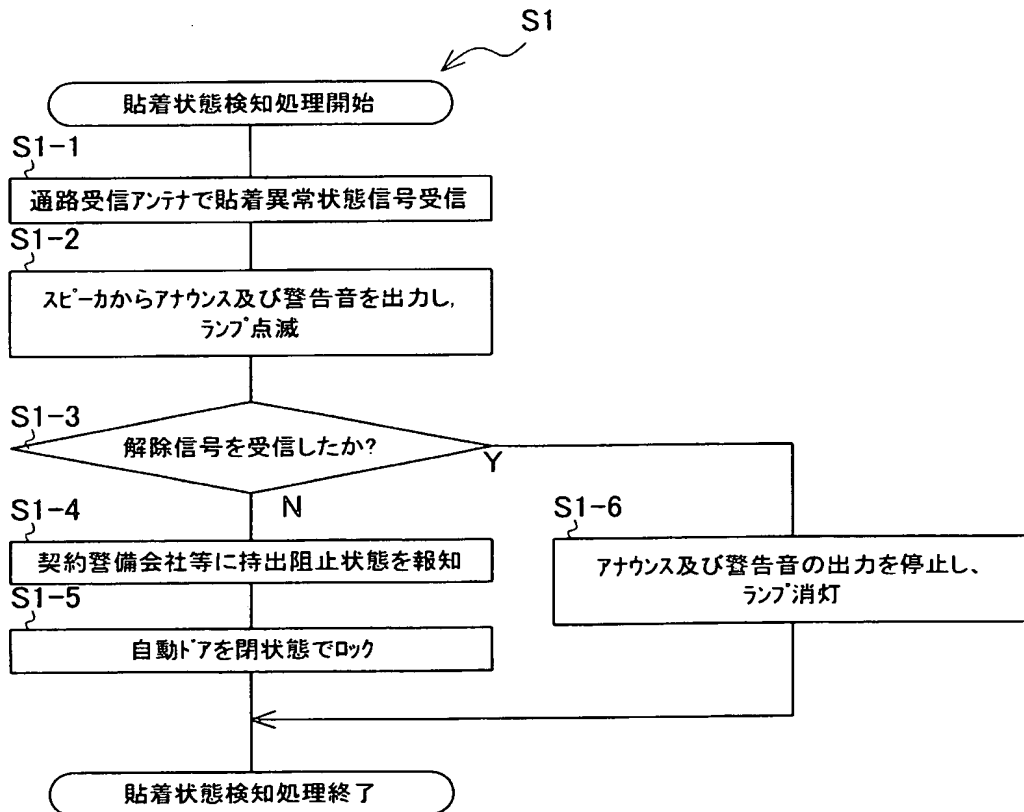 S1
貼着状態検知処理開始
S1-1
通路受信ｱﾝﾃﾅで貼着異常状態信号受信
S1-2
ｽﾋﾟｰｶからｱﾅｳﾝｽ及び警告音を出力し,
ﾗﾝﾌﾟ点滅
S1-3
解除信号を受信したか?
Y
N
S1-4
契約警備会社等に持出阻止状態を報知
S1-5
自動ﾄﾞｱを閉状態でﾛｯｸ
S1-6
ｱﾅｳﾝｽ及び警告音の出力を停止し、
ﾗﾝﾌﾟ消灯
貼着状態検知処理終了